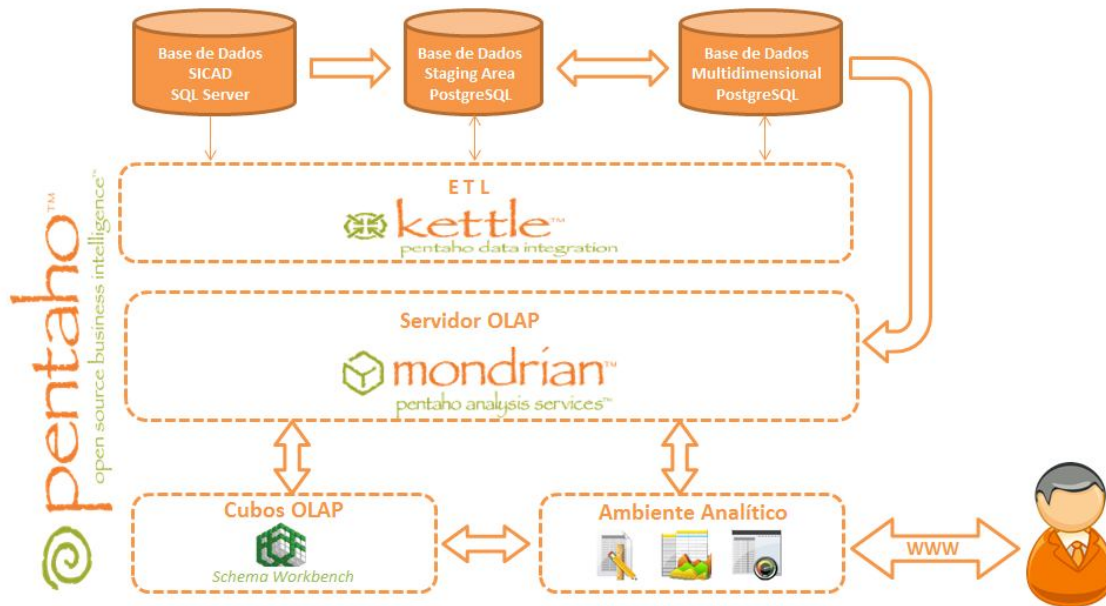 Base de Dados
SICAD
SQL Server
Base de Dados
Staging Area
PostgreSQL
Base de Dados
Multidimensional
PostgreSQL
E T L
kettle™
pentaho data integration
Servidor OLAP
mondrian™
pentaho analysis services™
Cubos OLAP
Schema Workbench
Ambiente Analítico
WWW
pentaho™
open source business intelligence™